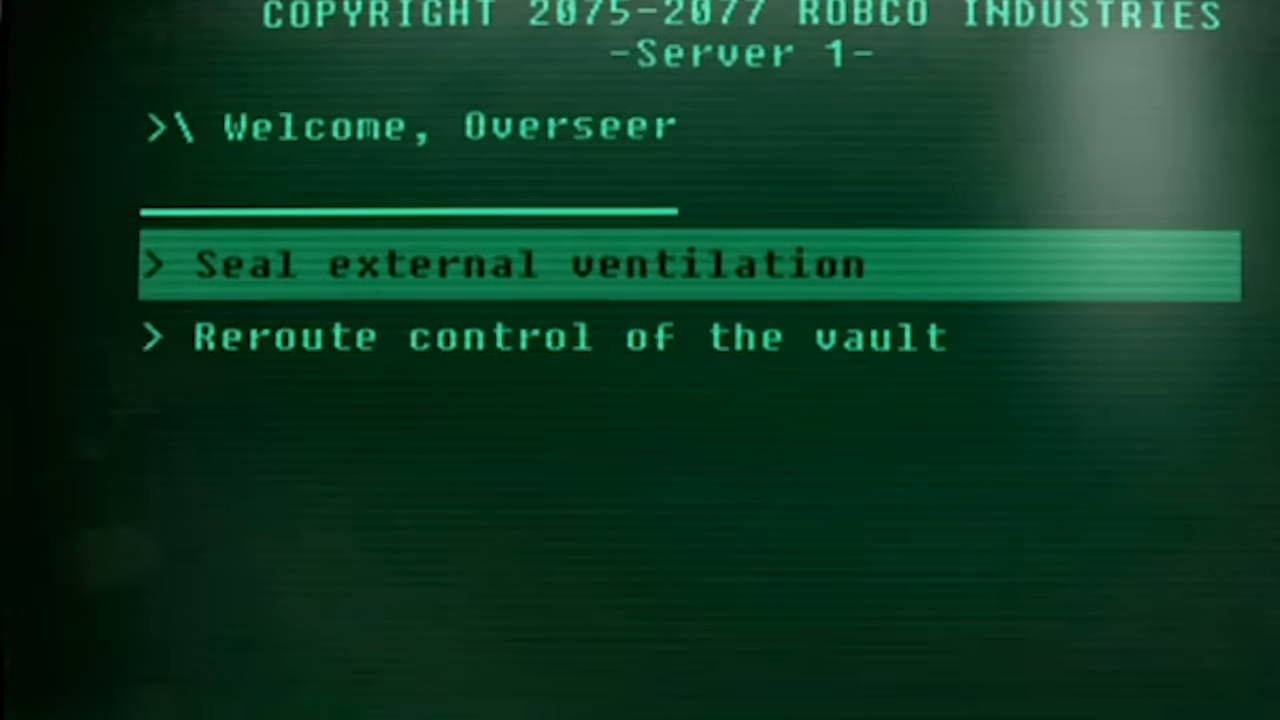 COPYRIGHT 2075-2077 ROBCO INDUSTRIES
-Server 1-
>\ Welcome, Overseer
> Seal external ventilation
> Reroute control of the vault